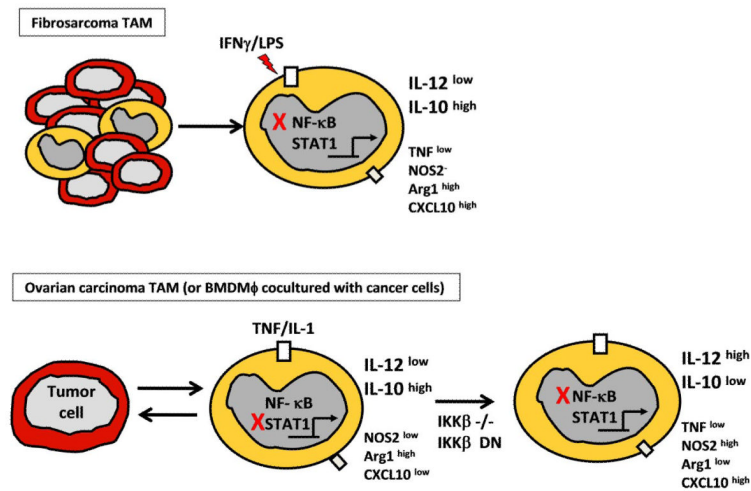 Fibrosarcoma TAM
IFNγ/LPS
IL-12 low
IL-10 high
X NF-κB
STAT1
TNF low
NOS2-
Arg1 high
CXCL10 high
Ovarian carcinoma TAM (or BMDMϕ cocultured with cancer cells)
TNF/IL-1
Tumor
cell
NF- κB
X STAT1
IL-12 low
IL-10 high
NOS2 low
Arg1 high
CXCL10 low
IKKβ -/-
IKKβ DN
X NF-κB
STAT1
IL-12 high
IL-10 low
TNF low
NOS2 high
Arg1 low
CXCL10 high